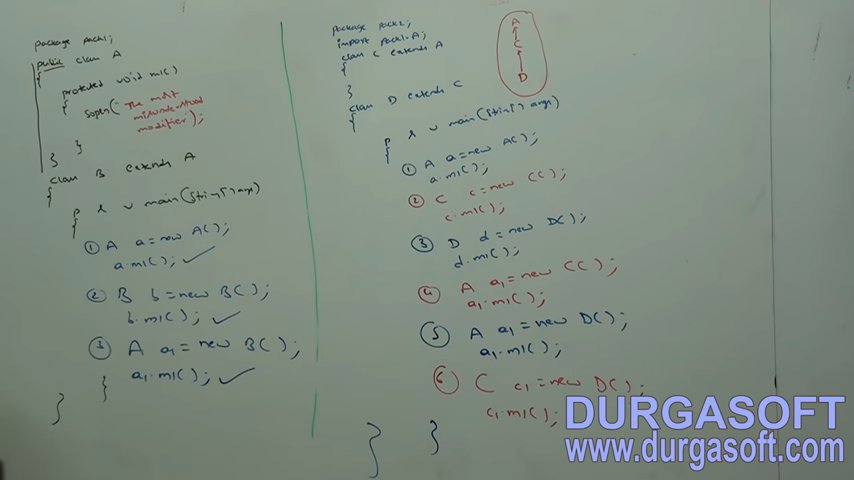 package pack1;
public class A
{
protected void m1()
{
Sopln("The most
misunderstood
modifier");
}
}
class B extends A
{
p s v main(String[] args)
{
① A a=new A();
a.m1(); ✓
② B b=new B();
b.m1(); ✓
③ A a1=new B();
a1.m1(); ✓
}
}
package pack2;
import pack1.A;
class C extends A
{
}
class D extends C
{
p s v main(String[] args)
{
① A a=new A();
a.m1();
② C c=new C();
c.m1();
③ D d=new D();
d.m1();
④ A a1=new C();
a1.m1();
⑤ A a1=new D();
a1.m1();
⑥ C c1=new D();
c1.m1();
}
}
A
↑
C
↑
D
DURGASOFT
www.durgasoft.com